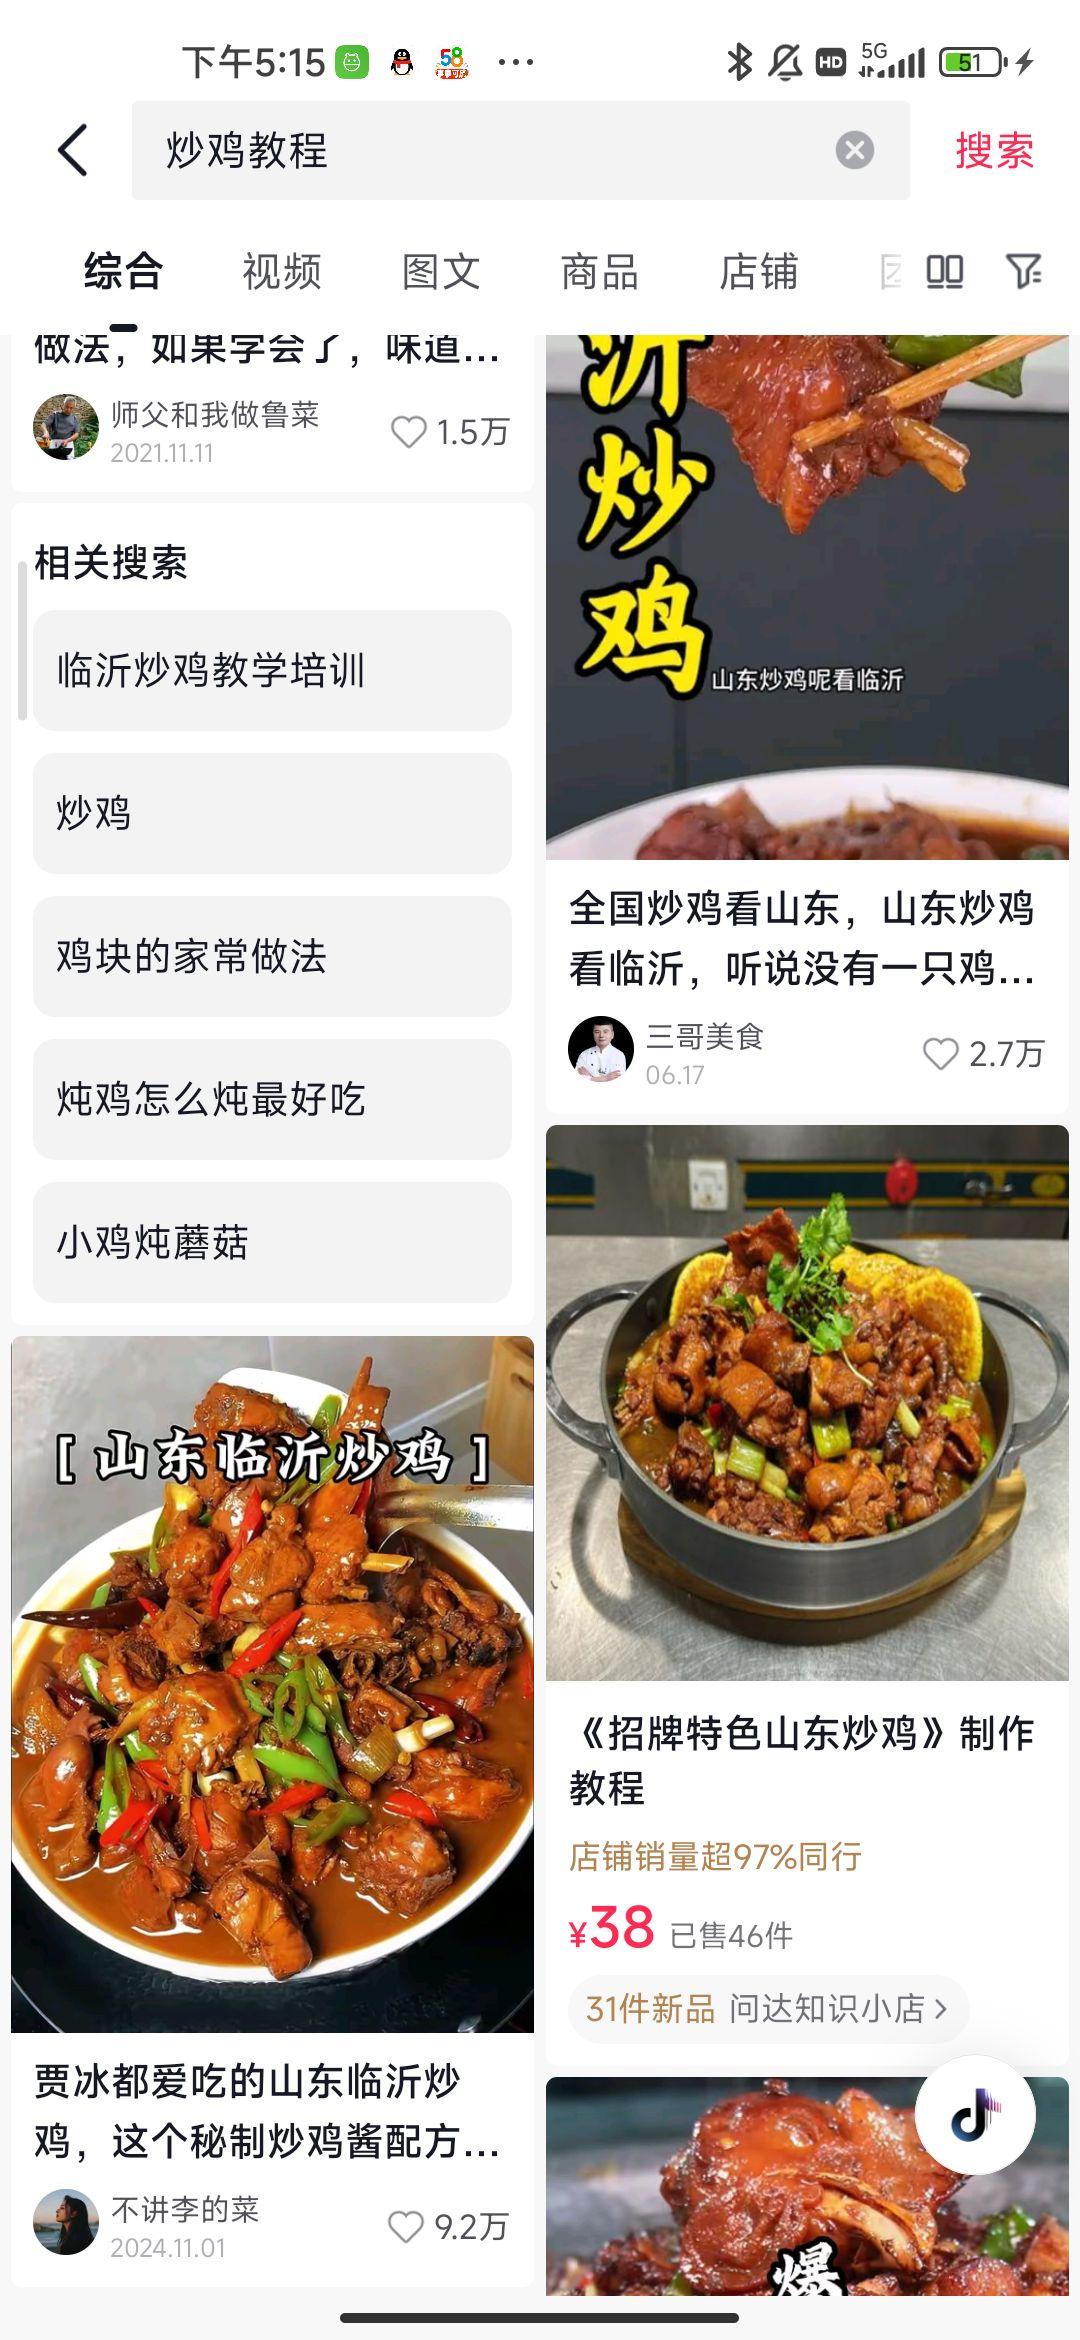 下午5:15
58
...
HD
5G
51
炒鸡教程
搜索
综合
视频
图文
商品
店铺
做法，如果学会了，味道...
师父和我做鲁菜
2021.11.11
1.5万
相关搜索
临沂炒鸡教学培训
炒鸡
鸡块的家常做法
炖鸡怎么炖最好吃
小鸡炖蘑菇
[ 山东临沂炒鸡 ]
贾冰都爱吃的山东临沂炒
鸡，这个秘制炒鸡酱配方...
不讲李的菜
2024.11.01
9.2万
沂炒鸡
山东炒鸡呢看临沂
全国炒鸡看山东，山东炒鸡
看临沂，听说没有一只鸡...
三哥美食
06.17
2.7万
《招牌特色山东炒鸡》制作
教程
店铺销量超97%同行
¥38 已售46件
31件新品 问达知识小店
爆